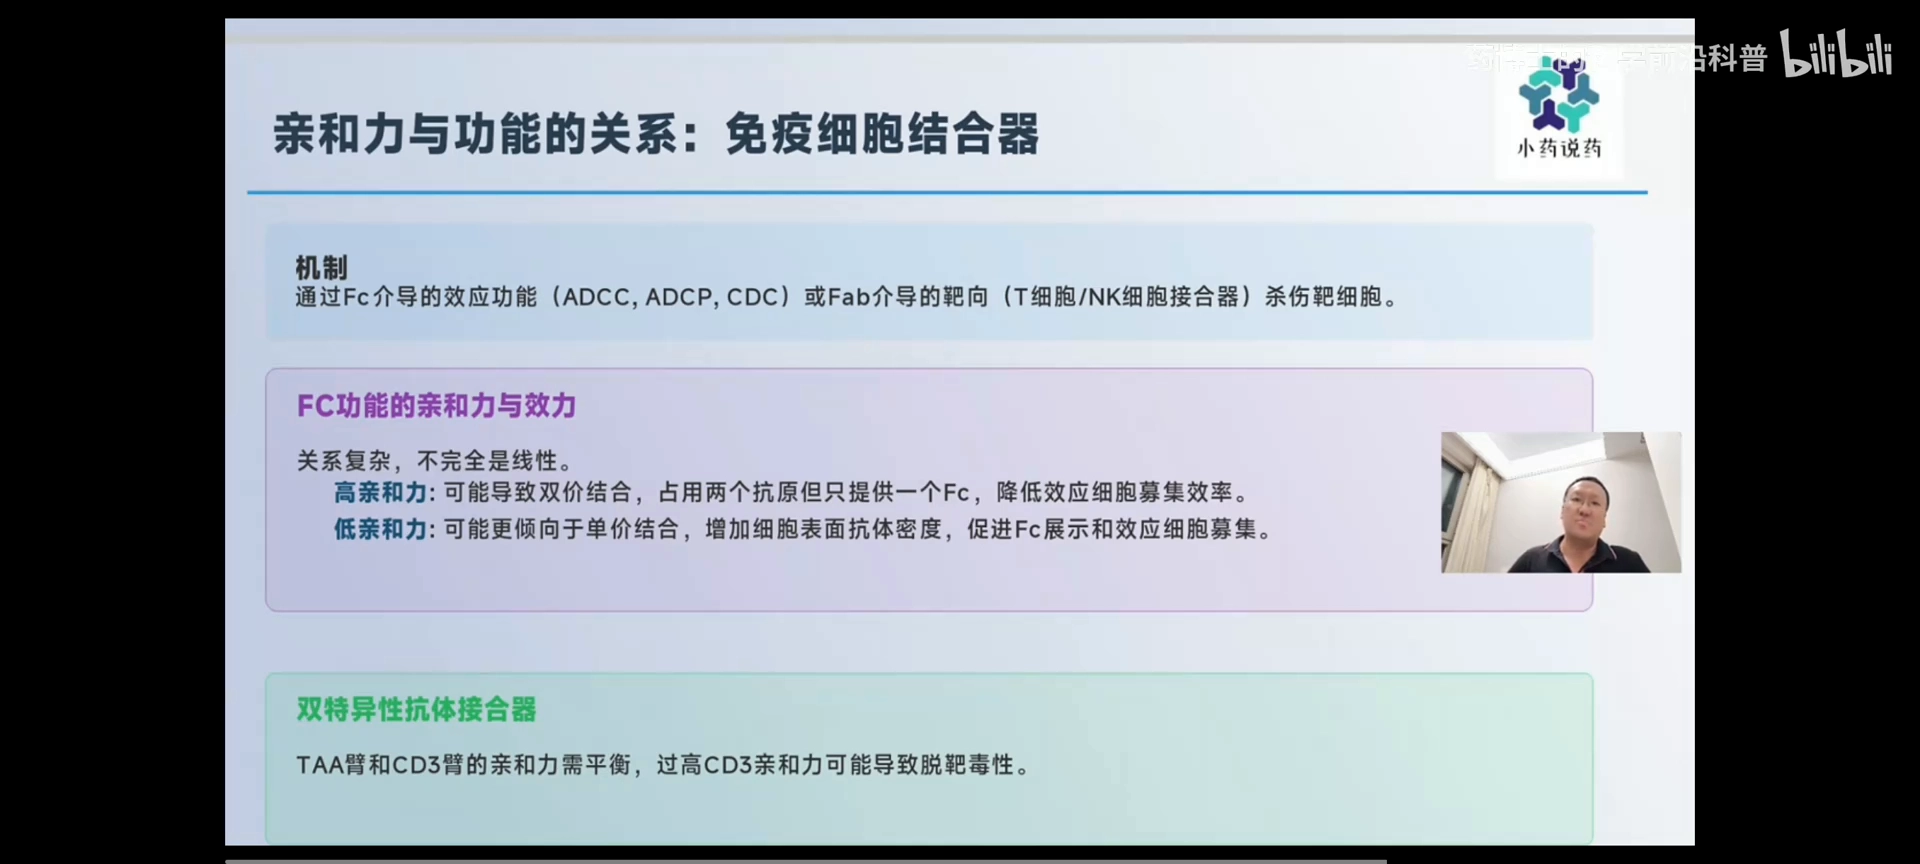 沿科普 bilibili
小药说药
亲和力与功能的关系：免疫细胞结合器
机制
通过Fc介导的效应功能（ADCC, ADCP, CDC）或Fab介导的靶向（T细胞/NK细胞接合器）杀伤靶细胞。
FC功能的亲和力与效力
关系复杂，不完全是线性。
高亲和力: 可能导致双价结合，占用两个抗原但只提供一个Fc，降低效应细胞募集效率。
低亲和力: 可能更倾向于单价结合，增加细胞表面抗体密度，促进Fc展示和效应细胞募集。
双特异性抗体接合器
TAA臂和CD3臂的亲和力需平衡，过高CD3亲和力可能导致脱靶毒性。